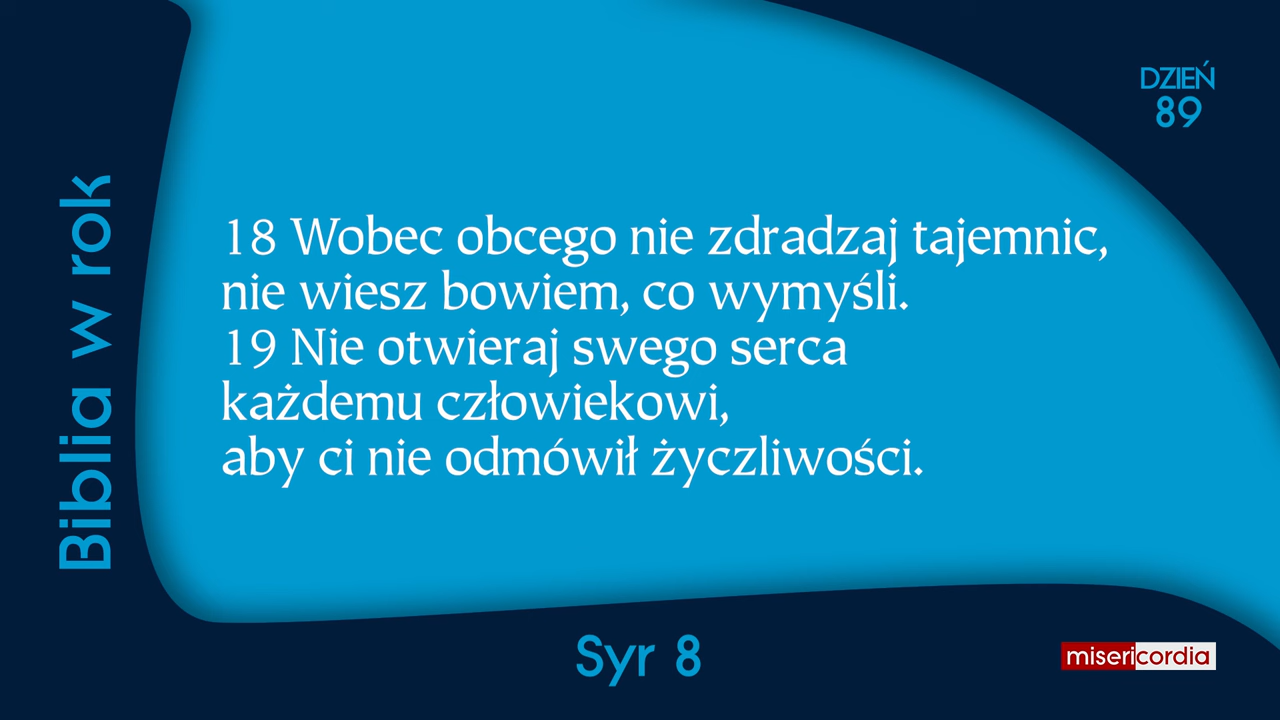 DZIEŃ
89
Biblia w rok
18 Wobec obcego nie zdradzaj tajemnic,
nie wiesz bowiem, co wymyśli.
19 Nie otwieraj swego serca
każdemu człowiekowi,
aby ci nie odmówił życzliwości.
Syr 8
misericordia